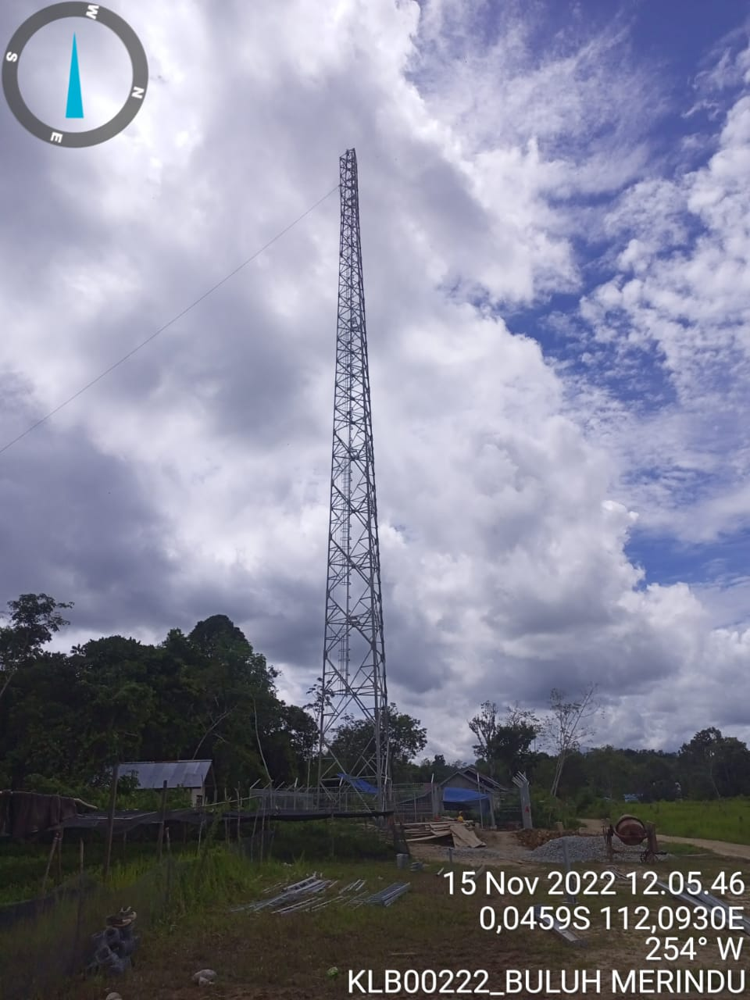 W
S
N
E
15 Nov 2022 12.05.46
0,0459S 112,0930E
254° W
KLB00222_BULUH MERINDU